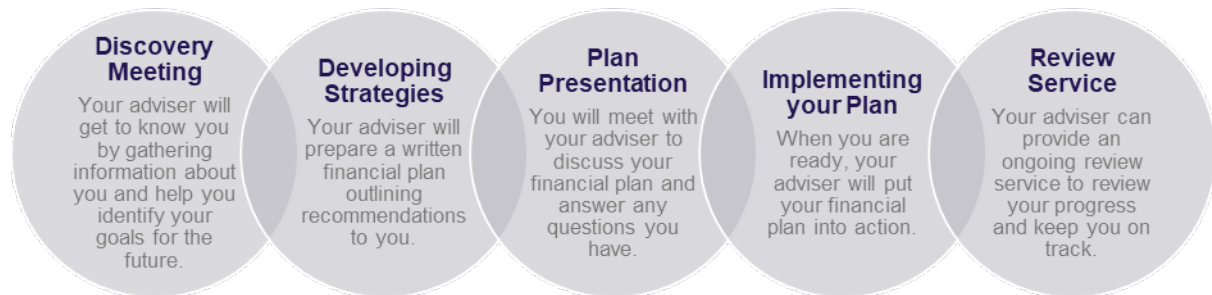 Discovery
Meeting
Your adviser will
get to know you
by gathering
information about
you and help you
identify your
goals for the
future.
Developing
Strategies
Your adviser will
prepare a written
financial plan
outlining
recommendations
to you.
Plan
Presentation
You will meet with
your adviser to
discuss your
financial plan and
answer any
questions you
have.
Implementing
your Plan
When you are
ready, your
adviser will put
your financial
plan into action.
Review
Service
Your adviser can
provide an
ongoing review
service to review
your progress
and keep you on
track.